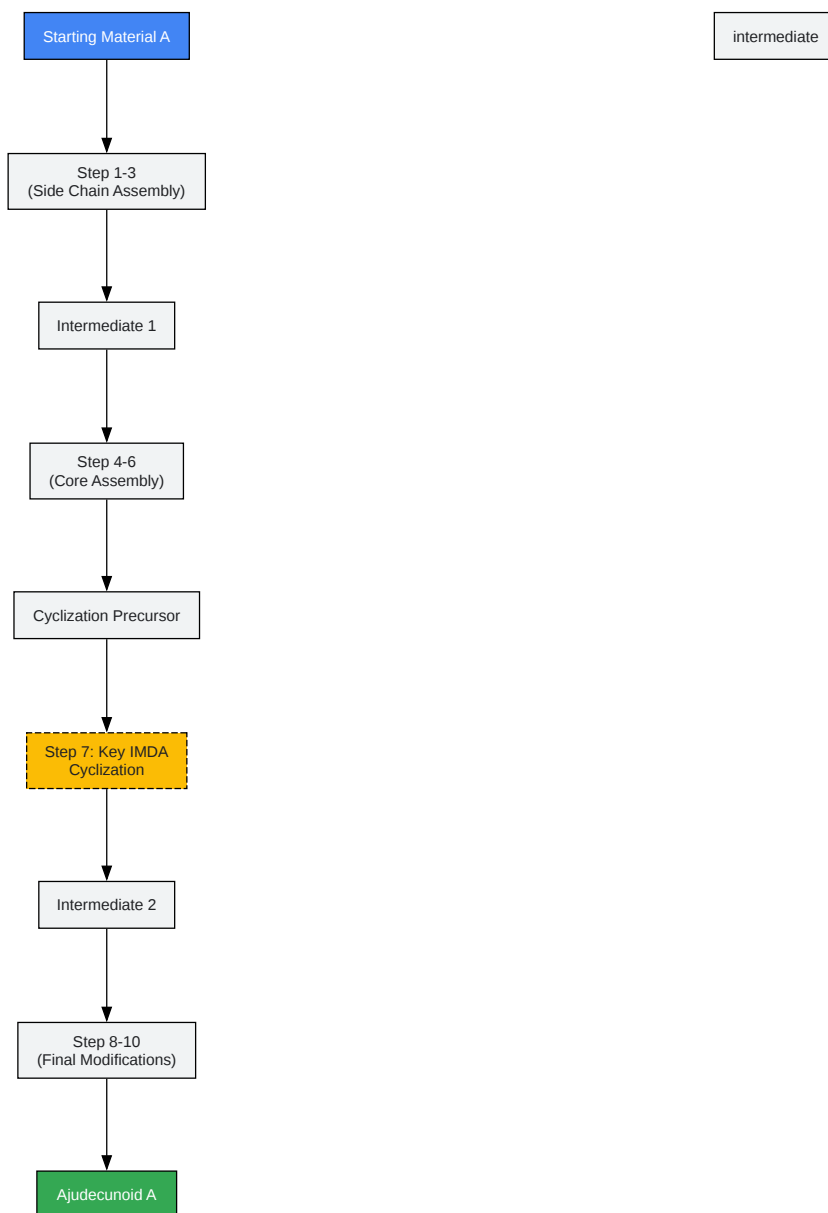 Starting Material A
intermediate
Step 1-3
(Side Chain Assembly)
Intermediate 1
Step 4-6
(Core Assembly)
Cyclization Precursor
Step 7: Key IMDA
Cyclization
Intermediate 2
Step 8-10
(Final Modifications)
Ajudecunoid A